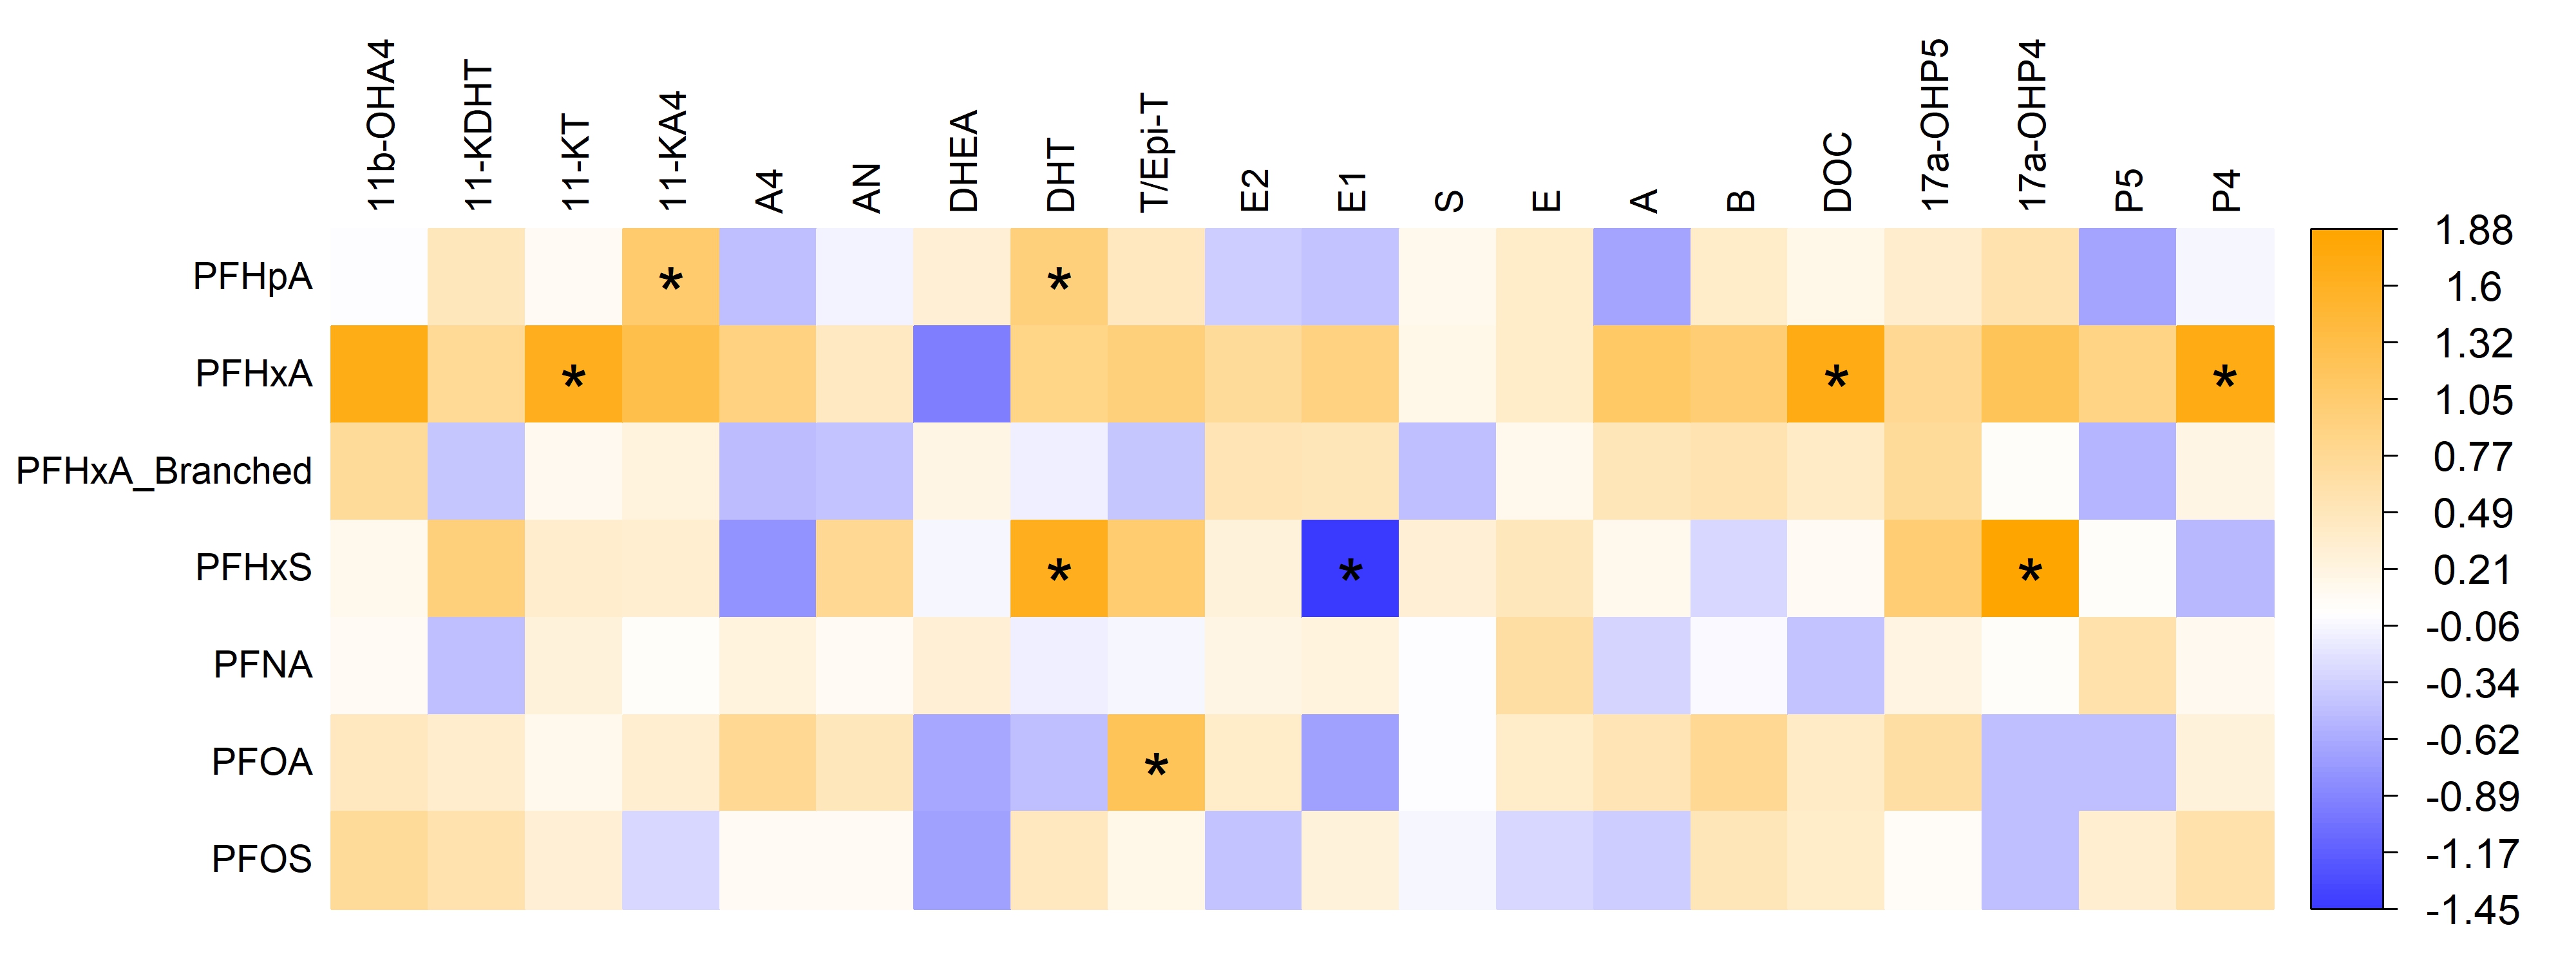 11b-OHA4
11-KDHT
11-KT
11-KA4
A4
AN
DHEA
DHT
T/Epi-T
E2
E1
S
E
A
B
DOC
17a-OHP5
17a-OHP4
P5
P4
PFHpA
* *
PFHxA
* * *
PFHxA_Branched
PFHxS
* * *
PFNA
PFOA
*
PFOS
1.88
1.6
1.32
1.05
0.77
0.49
0.21
-0.06
-0.34
-0.62
-0.89
-1.17
-1.45